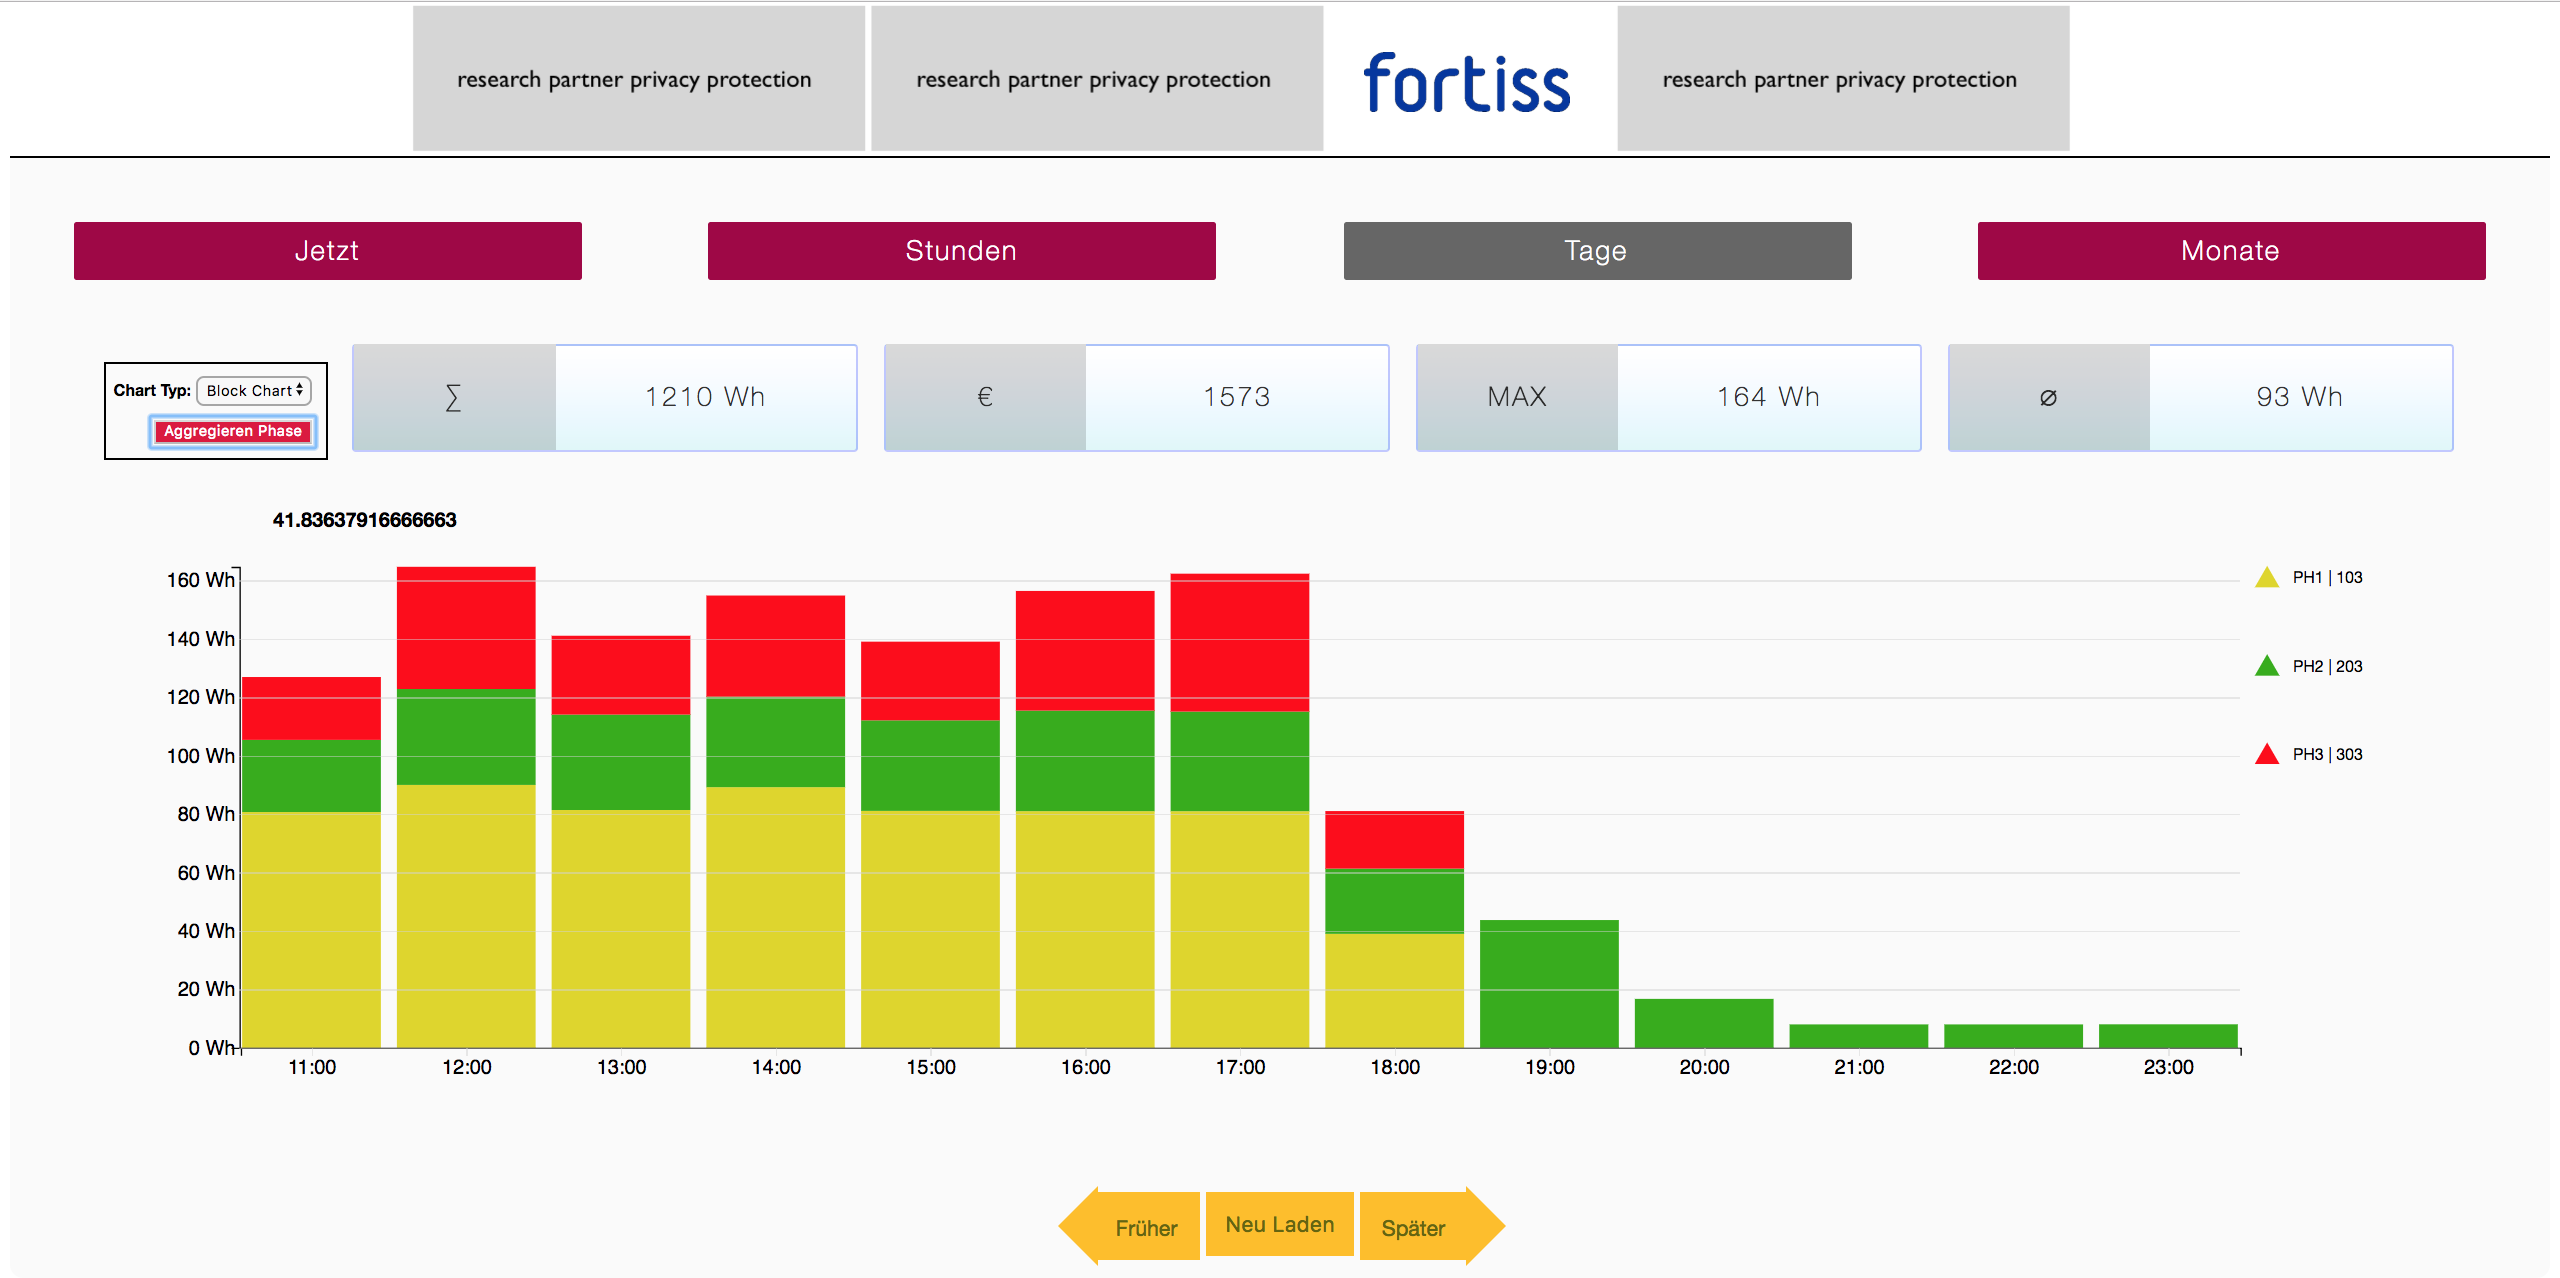 research partner privacy protection
research partner privacy protection
fortiss
research partner privacy protection
Jetzt
Stunden
Tage
Monate
Chart Typ: Block Chart
Aggregieren Phase
∑
1210 Wh
€
1573
MAX
164 Wh
⌀
93 Wh
41.83637916666663
160 Wh
140 Wh
120 Wh
100 Wh
80 Wh
60 Wh
40 Wh
20 Wh
0 Wh
11:00
12:00
13:00
14:00
15:00
16:00
17:00
18:00
19:00
20:00
21:00
22:00
23:00
PH1 | 103
PH2 | 203
PH3 | 303
Früher
Neu Laden
Später